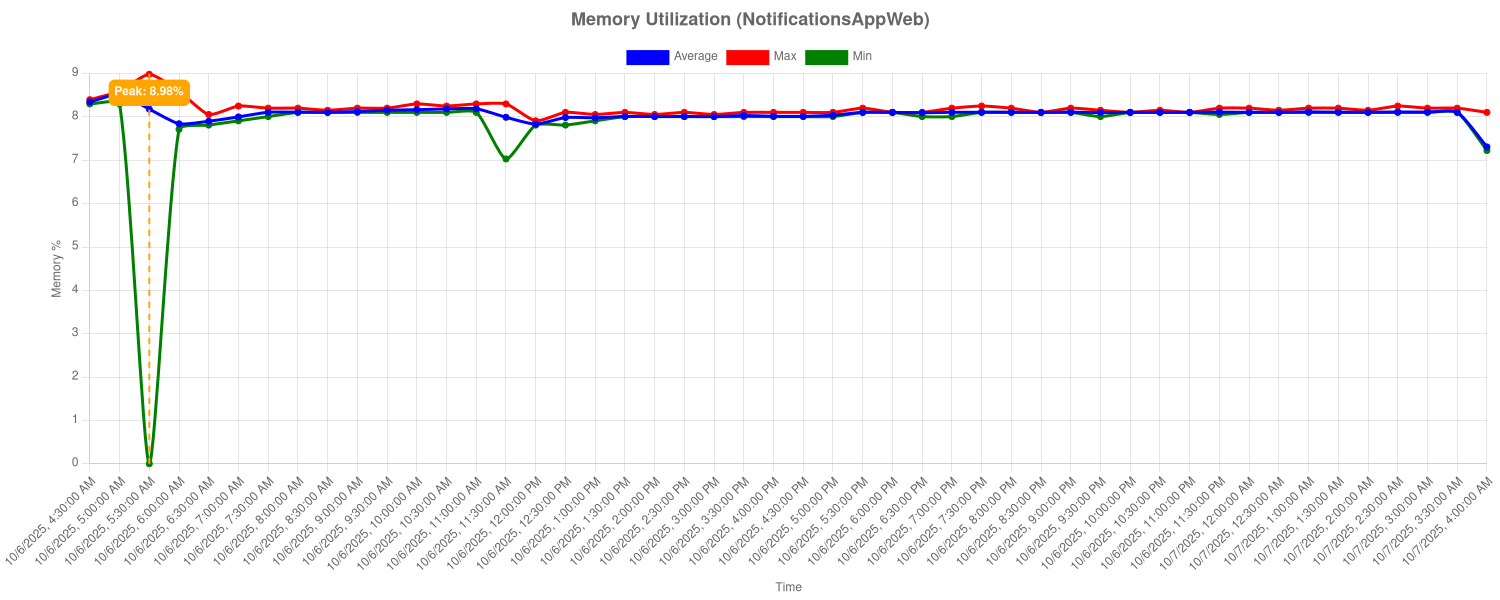 Memory Utilization (NotificationsAppWeb)
Average Max Min
Peak: 8.98%
Memory %
9
8
7
6
5
4
3
2
1
0
10/6/2025, 4:30:00 AM
10/6/2025, 5:00:00 AM
10/6/2025, 5:30:00 AM
10/6/2025, 6:00:00 AM
10/6/2025, 6:30:00 AM
10/6/2025, 7:00:00 AM
10/6/2025, 7:30:00 AM
10/6/2025, 8:00:00 AM
10/6/2025, 8:30:00 AM
10/6/2025, 9:00:00 AM
10/6/2025, 9:30:00 AM
10/6/2025, 10:00:00 AM
10/6/2025, 10:30:00 AM
10/6/2025, 11:00:00 AM
10/6/2025, 11:30:00 AM
10/6/2025, 12:00:00 PM
10/6/2025, 12:30:00 PM
10/6/2025, 1:00:00 PM
10/6/2025, 1:30:00 PM
10/6/2025, 2:00:00 PM
10/6/2025, 2:30:00 PM
10/6/2025, 3:00:00 PM
10/6/2025, 3:30:00 PM
10/6/2025, 4:00:00 PM
10/6/2025, 4:30:00 PM
10/6/2025, 5:00:00 PM
10/6/2025, 5:30:00 PM
10/6/2025, 6:00:00 PM
10/6/2025, 6:30:00 PM
10/6/2025, 7:00:00 PM
10/6/2025, 7:30:00 PM
10/6/2025, 8:00:00 PM
10/6/2025, 8:30:00 PM
10/6/2025, 9:00:00 PM
10/6/2025, 9:30:00 PM
10/6/2025, 10:00:00 PM
10/6/2025, 10:30:00 PM
10/6/2025, 11:00:00 PM
10/6/2025, 11:30:00 PM
10/7/2025, 12:00:00 AM
10/7/2025, 12:30:00 AM
10/7/2025, 1:00:00 AM
10/7/2025, 1:30:00 AM
10/7/2025, 2:00:00 AM
10/7/2025, 2:30:00 AM
10/7/2025, 3:00:00 AM
10/7/2025, 3:30:00 AM
10/7/2025, 4:00:00 AM
Time